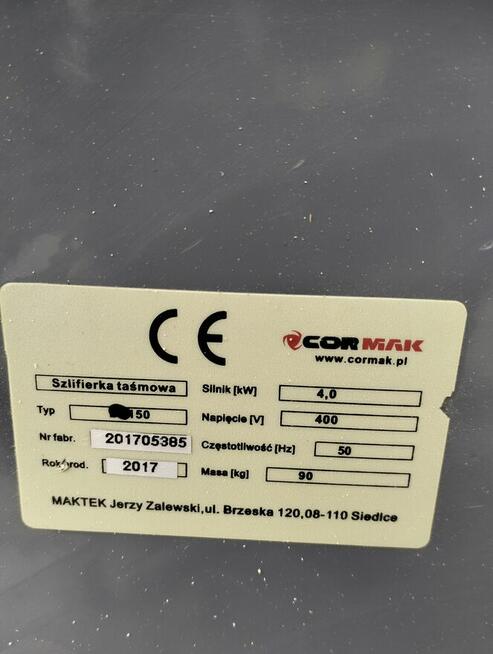 CE
CORMAK
www.cormak.pl
Szlifierka taśmowa
Typ 150
Nr fabr. 201705385
Rok prod. 2017
Silnik [kW] 4,0
Napięcie [V] 400
Częstotliwość [Hz] 50
Masa [kg] 90
MAKTEK Jerzy Zalewski,ul. Brzeska 120,08-110 Siedlce